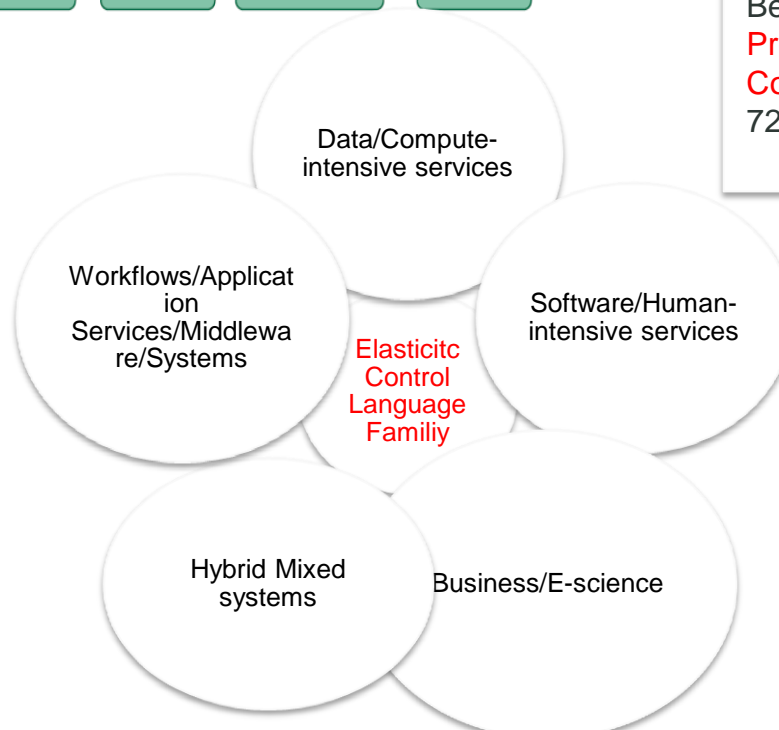 Data/Compute-
intensive services
Workflows/Applicat
ion
Services/Middlewa
re/Systems
Software/Human-
intensive services
Elasticitc
Control
Language
Familiy
Hybrid Mixed
systems
Business/E-science
72